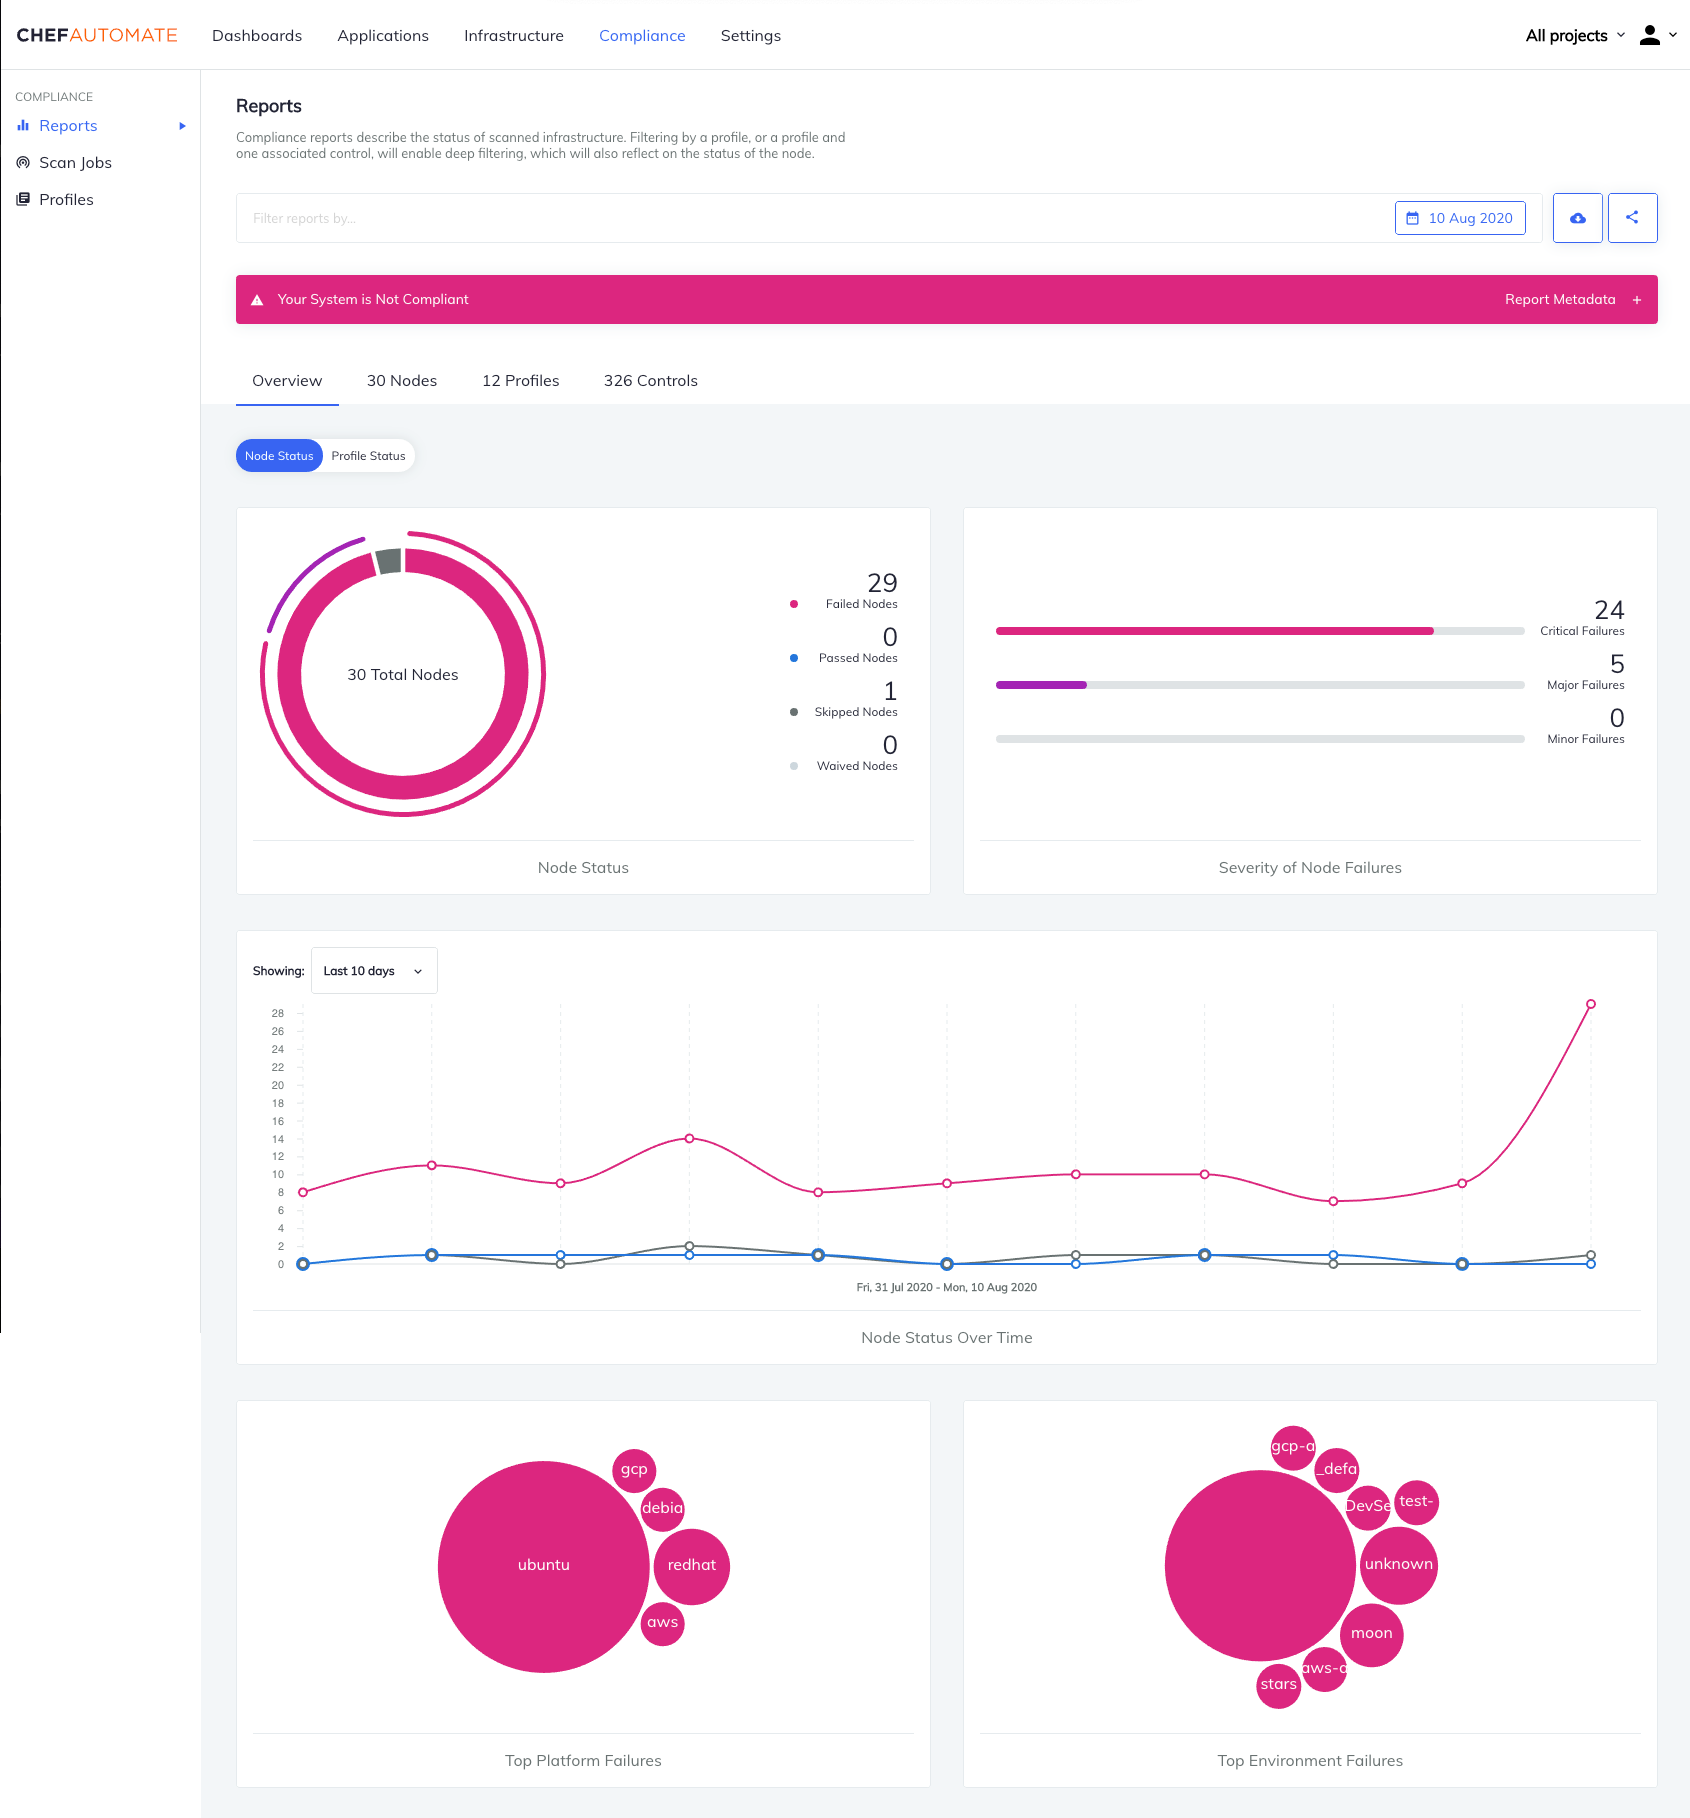 CHEFAUTOMATE Dashboards Applications Infrastructure Compliance Settings All projects
COMPLIANCE
Reports
Scan Jobs
Profiles
Reports
Compliance reports describe the status of scanned infrastructure. Filtering by a profile, or a profile and
one associated control, will enable deep filtering, which will also reflect on the status of the node.
Filter reports by...
10 Aug 2020
Your System is Not Compliant
Report Metadata +
Overview 30 Nodes 12 Profiles 326 Controls
Node Status Profile Status
30 Total Nodes
29
Failed Nodes
0
Passed Nodes
1
Skipped Nodes
0
Waived Nodes
Node Status
24
Critical Failures
5
Major Failures
0
Minor Failures
Severity of Node Failures
Showing: Last 10 days
28
26
24
22
20
18
16
14
12
10
8
6
4
2
0
Fri, 31 Jul 2020 - Mon, 10 Aug 2020
Node Status Over Time
gcp
debia
ubuntu
redhat
aws
Top Platform Failures
gcp-a
_defa
DevSe
test-
unknown
moon
aws-a
stars
Top Environment Failures